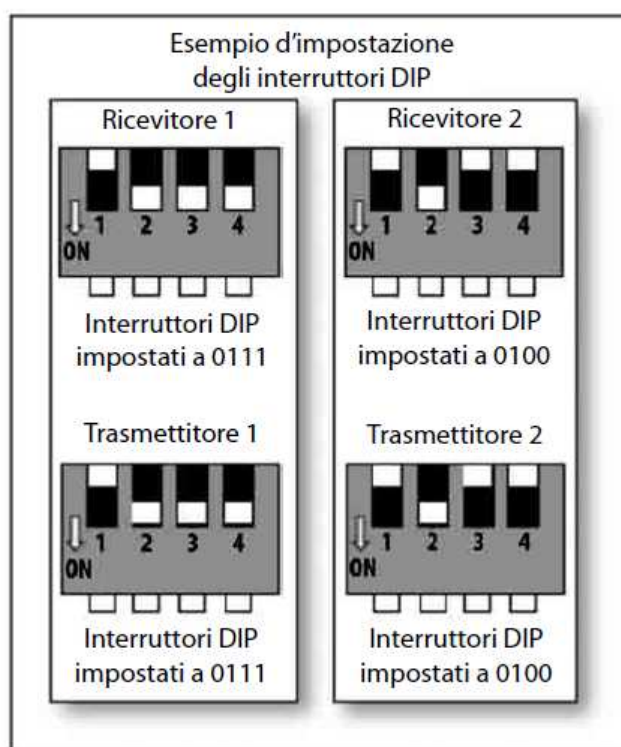 Esempio d'impostazione
degli interruttori DIP
Ricevitore 1
1 2 3 4
ON
Interruttori DIP
impostati a 0111
Ricevitore 2
1 2 3 4
ON
Interruttori DIP
impostati a 0100
Trasmettitore 1
1 2 3 4
ON
Interruttori DIP
impostati a 0111
Trasmettitore 2
1 2 3 4
ON
Interruttori DIP
impostati a 0100